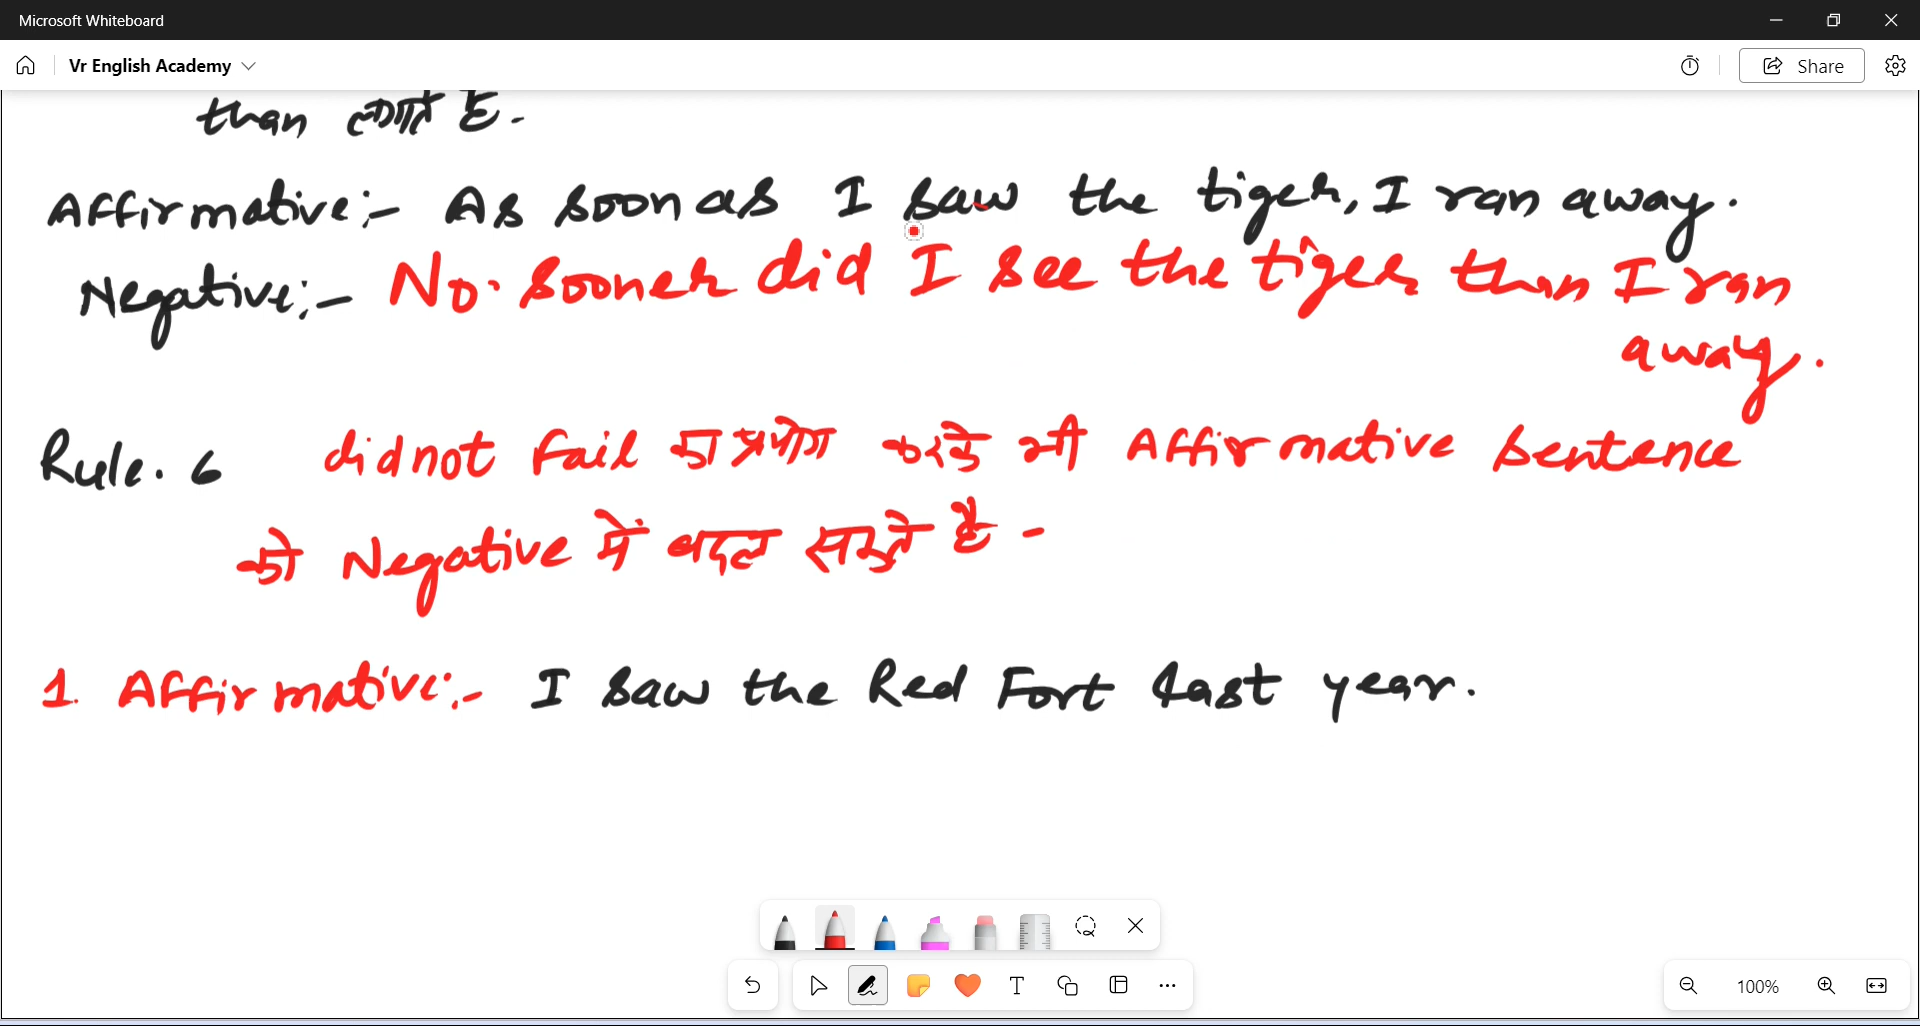 Microsoft Whiteboard
Vr English Academy
Share
than लगाते है.
Affirmative:- As soon as I saw the tiger, I ran away.
Negative:- No. sooner did I see the tiger than I ran
away.
Rule. 6 didnot fail का प्रयोग करके भी Affirmative sentence
को Negative में बदल सकते है -
1. Affirmative:- I saw the Red Fort last year.
100%